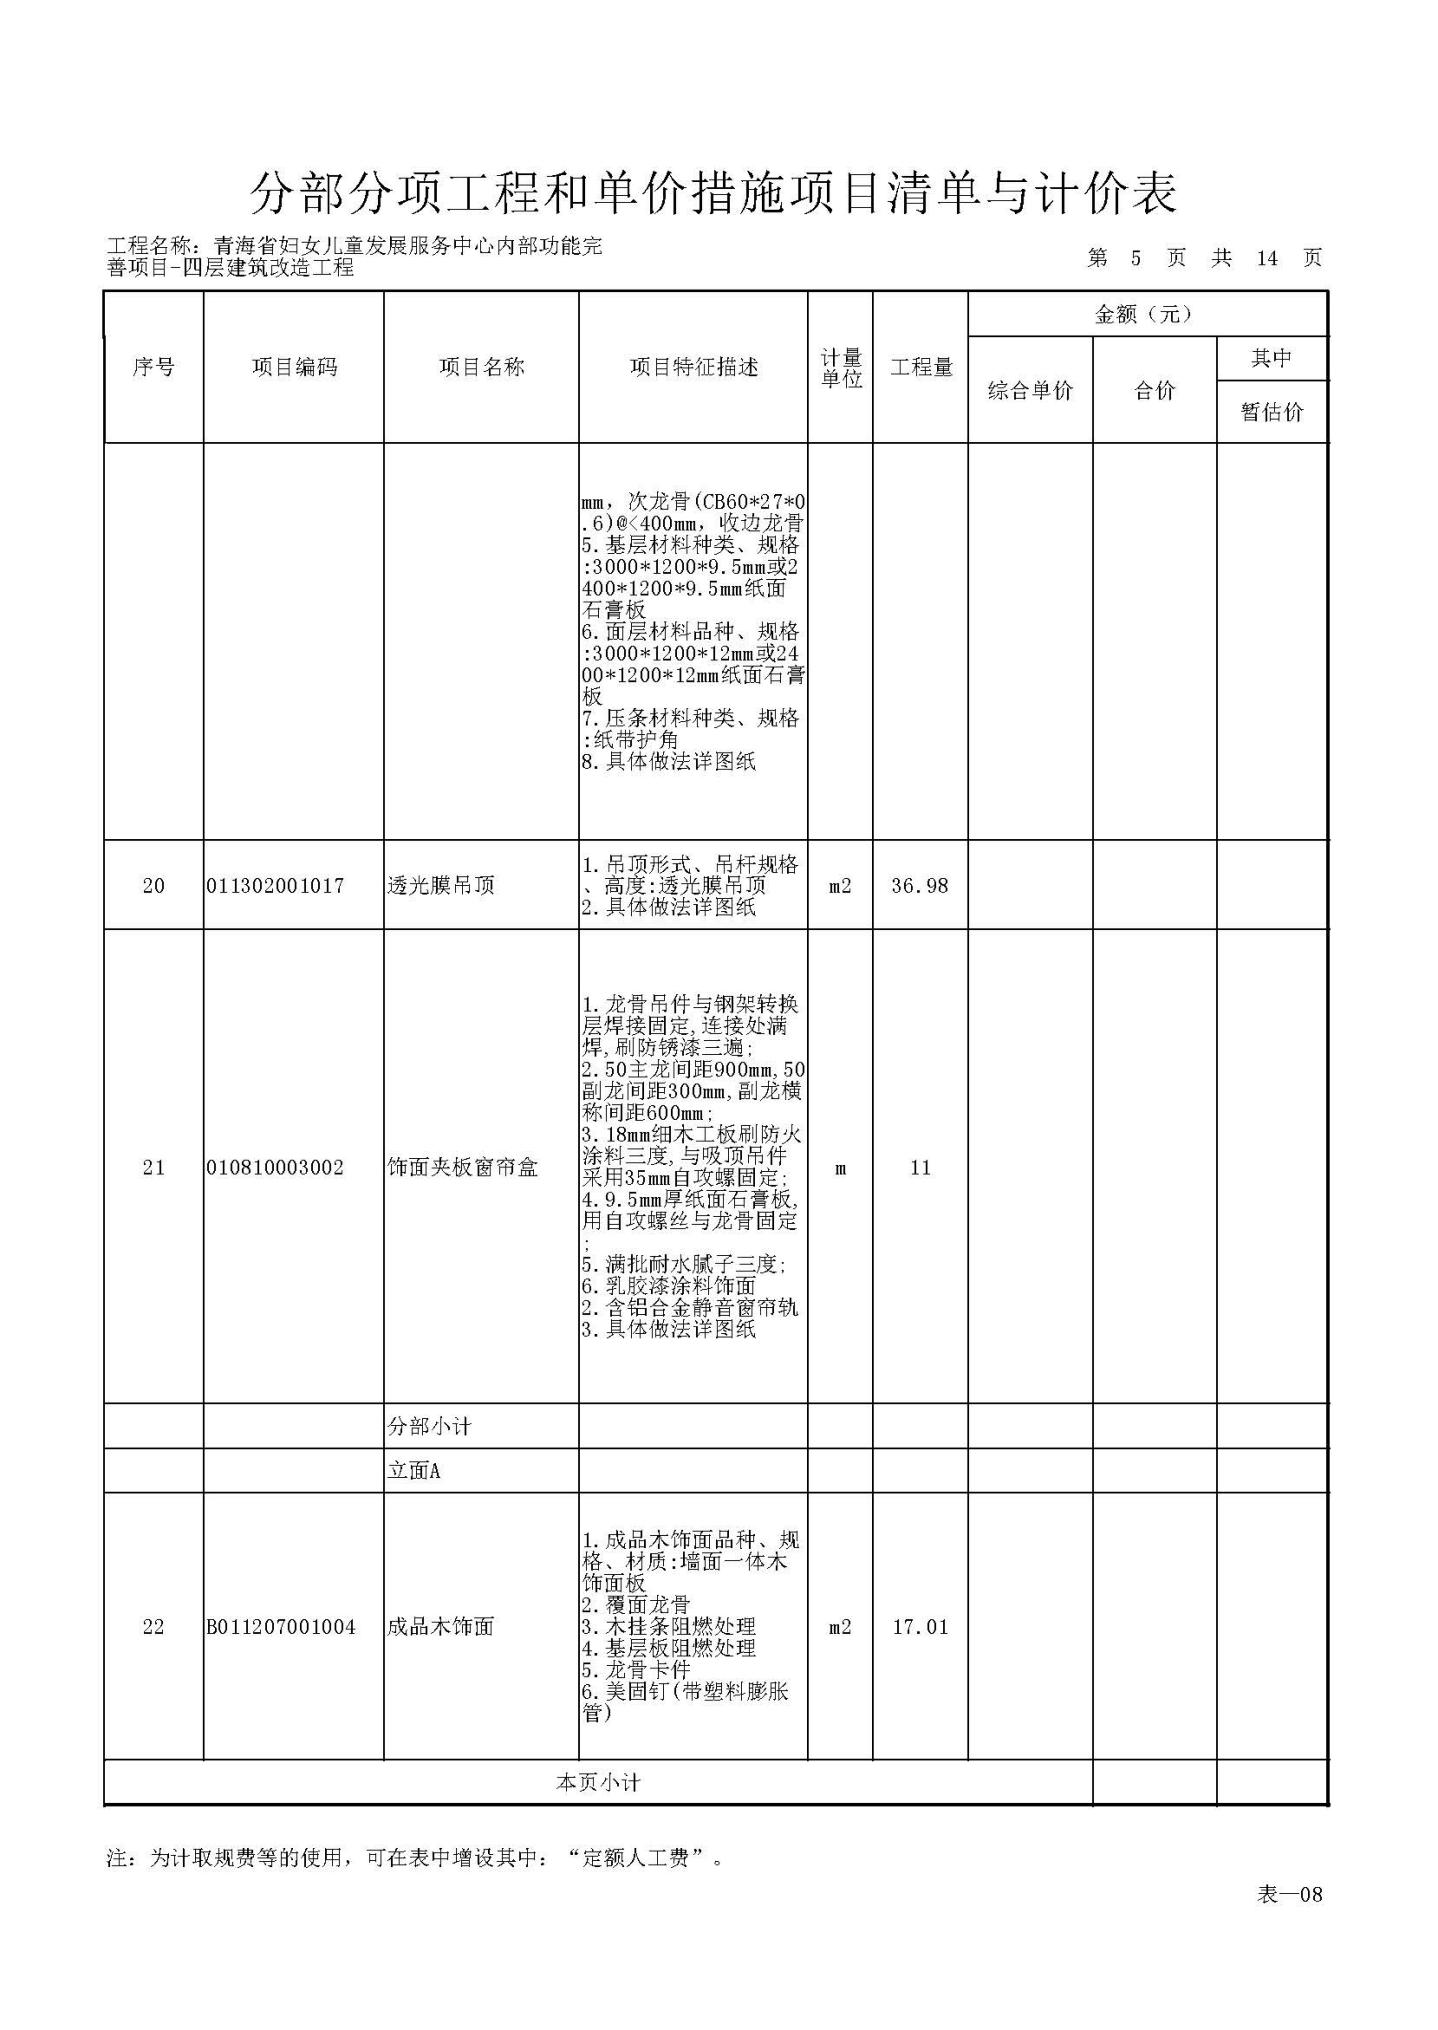 分部分项工程和单价措施项目清单与计价表
工程名称：青海省妇女儿童发展服务中心内部功能完
善项目-四层建筑改造工程
第 5 页 共 14 页
序号
项目编码
项目名称
项目特征描述
计量
单位
工程量
金额（元）
综合单价
合价
其中
暂估价
mm，次龙骨(CB60*27*0
.6)@<400mm，收边龙骨
5.基层材料种类、规格
:3000*1200*9.5mm或2
400*1200*9.5mm纸面
石膏板
6.面层材料品种、规格
:3000*1200*12mm或24
00*1200*12mm纸面石膏
板
7.压条材料种类、规格
:纸带护角
8.具体做法详图纸
20
011302001017
透光膜吊顶
1.吊顶形式、吊杆规格
、高度:透光膜吊顶
2.具体做法详图纸
m2
36.98
21
010810003002
饰面夹板窗帘盒
1.龙骨吊件与钢架转换
层焊接固定,连接处满
焊,刷防锈漆三遍;
2.50主龙间距900mm,50
副龙间距300mm,副龙横
称间距600mm;
3.18mm细木工板刷防火
涂料三度,与吸顶吊件
采用35mm自攻螺固定;
4.9.5mm厚纸面石膏板,
用自攻螺丝与龙骨固定
;
5.满批耐水腻子三度;
6.乳胶漆涂料饰面
2.含铝合金静音窗帘轨
3.具体做法详图纸
m
11
分部小计
立面A
22
B011207001004
成品木饰面
1.成品木饰面品种、规
格、材质:墙面一体木
饰面板
2.覆面龙骨
3.木挂条阻燃处理
4.基层板阻燃处理
5.龙骨卡件
6.美固钉(带塑料膨胀
管)
m2
17.01
本页小计
注：为计取规费等的使用，可在表中增设其中：“定额人工费”。
表—08